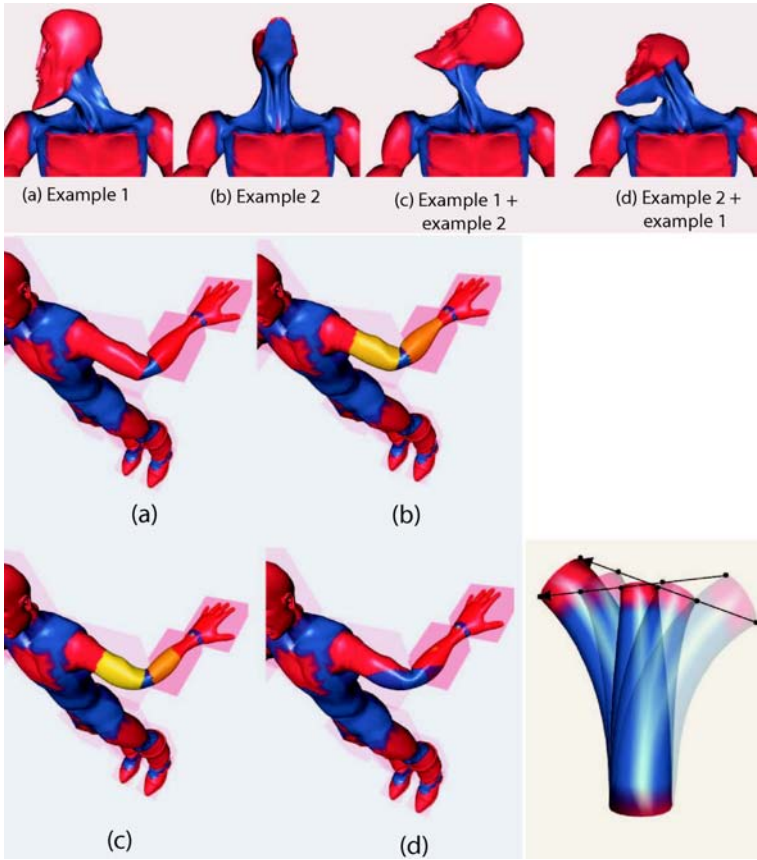 (a) Example 1
(b) Example 2
(c) Example 1 +
example 2
(d) Example 2 +
example 1
(a)
(b)
(c)
(d)